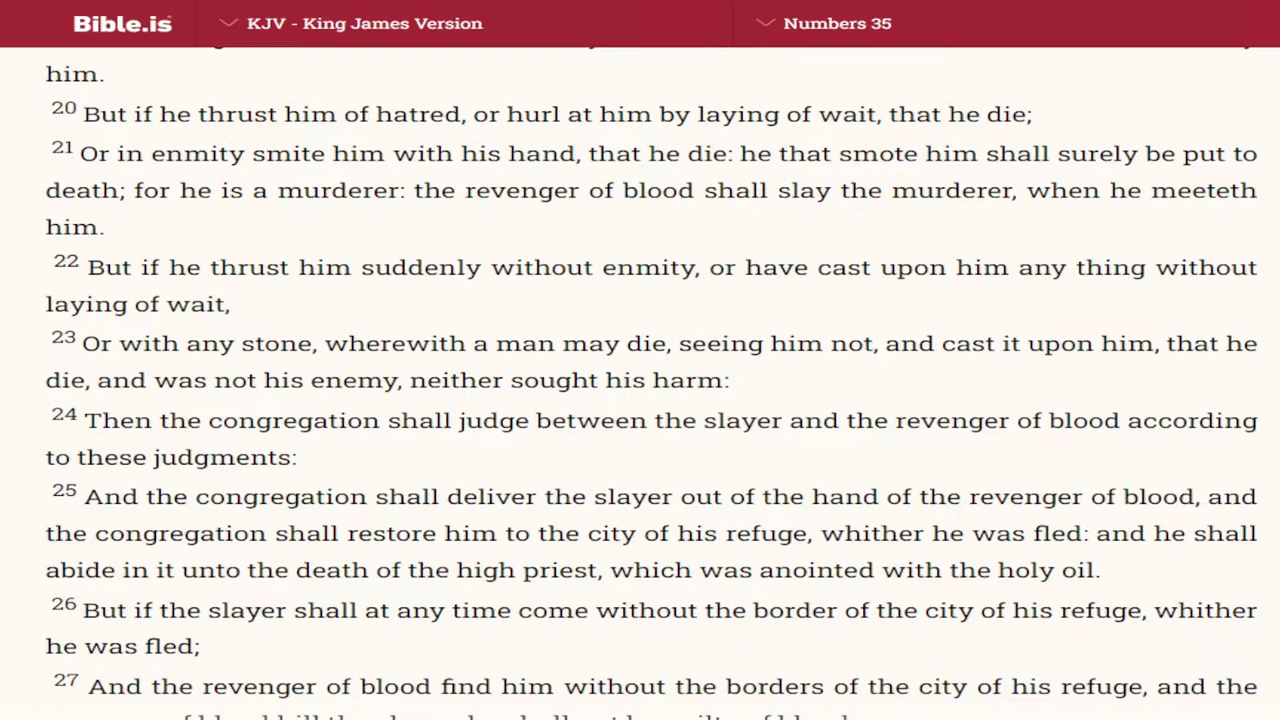 Bible.is
KJV - King James Version
Numbers 35
him.
20 But if he thrust him of hatred, or hurl at him by laying of wait, that he die;
21 Or in enmity smite him with his hand, that he die: he that smote him shall surely be put to
death; for he is a murderer: the revenger of blood shall slay the murderer, when he meeteth
him.
22 But if he thrust him suddenly without enmity, or have cast upon him any thing without
laying of wait,
23 Or with any stone, wherewith a man may die, seeing him not, and cast it upon him, that he
die, and was not his enemy, neither sought his harm:
24 Then the congregation shall judge between the slayer and the revenger of blood according
to these judgments:
25 And the congregation shall deliver the slayer out of the hand of the revenger of blood, and
the congregation shall restore him to the city of his refuge, whither he was fled: and he shall
abide in it unto the death of the high priest, which was anointed with the holy oil.
26 But if the slayer shall at any time come without the border of the city of his refuge, whither
he was fled;
27 And the revenger of blood find him without the borders of the city of his refuge, and the